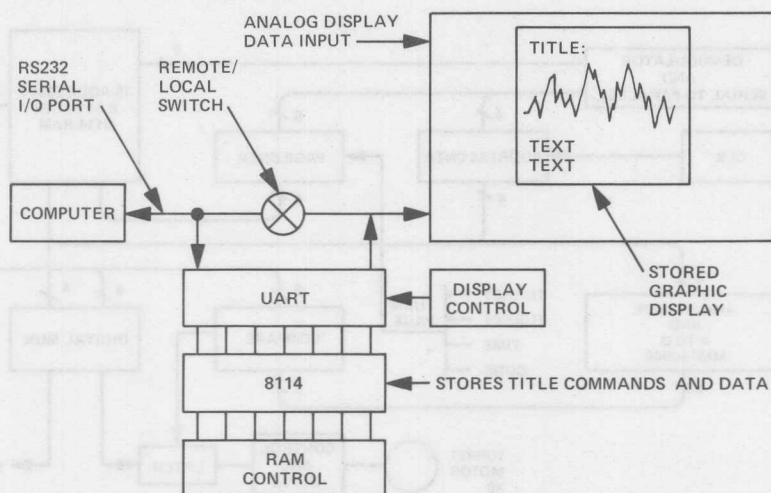 ANALOG DISPLAY
DATA INPUT
TITLE:
RS232
SERIAL
I/O PORT
REMOTE/
LOCAL
SWITCH
TEXT
TEXT
COMPUTER
UART
DISPLAY
CONTROL
STORED
GRAPHIC
DISPLAY
8114
STORES TITLE COMMANDS AND DATA
RAM
CONTROL